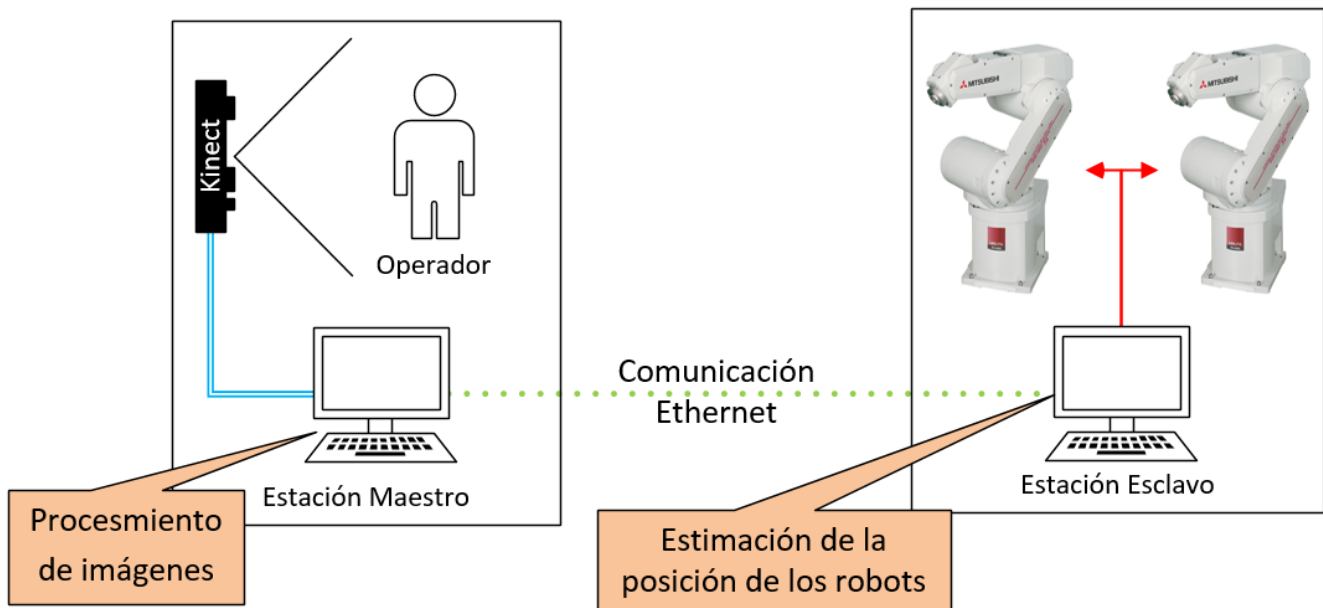 Kinect
Operador
Estación Maestro
Procesmiento
de imágenes
Comunicación
Ethernet
MITSUBISHI
MITSUBISHI
Estación Esclavo
Estimación de la
posición de los robots